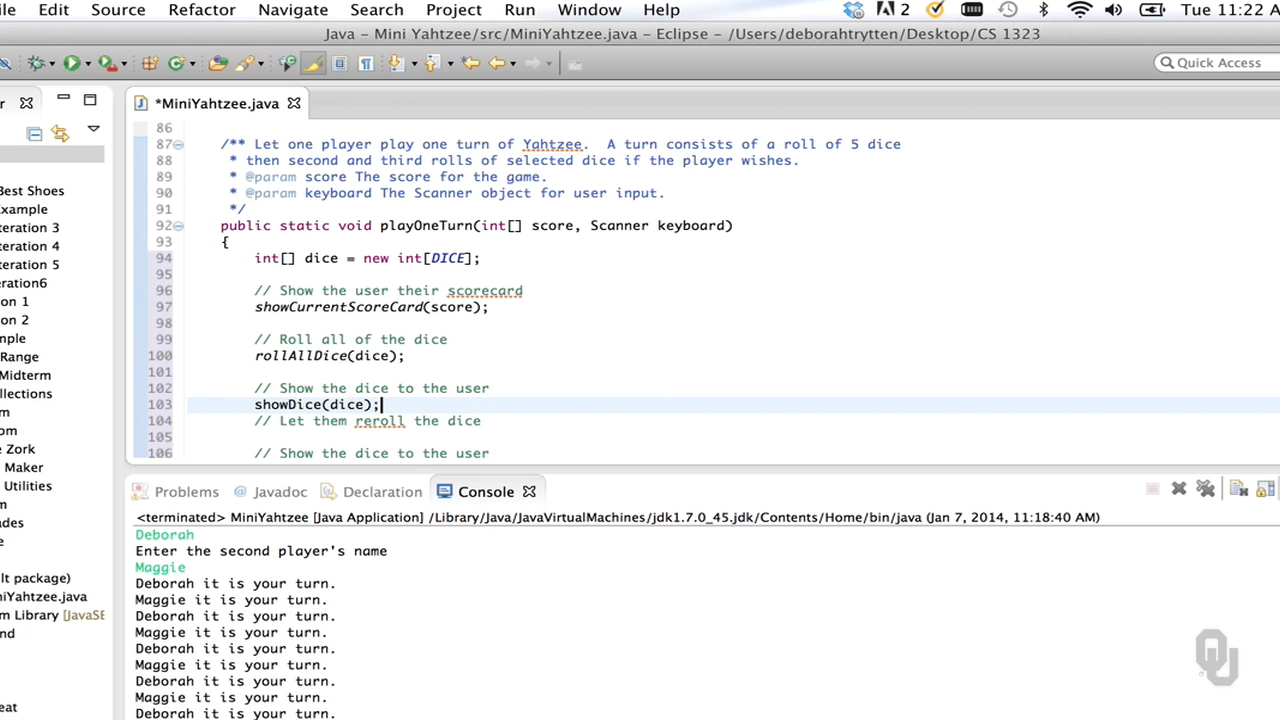 ile Edit Source Refactor Navigate Search Project Run Window Help 2 Tue 11:22 A
Java – Mini Yahtzee/src/MiniYahtzee.java – Eclipse – /Users/deborahtrytten/Desktop/CS 1323
Quick Access
r
*MiniYahtzee.java
Best Shoes
Example
teration 3
teration 4
teration 5
teration6
on 1
on 2
mple
Range
Midterm
llections
m
om
e Zork
Maker
Utilities
m
ades
e
lt package)
niYahtzee.java
m Library [JavaSE
nd
eat
86
87 /** Let one player play one turn of Yahtzee.  A turn consists of a roll of 5 dice
88 * then second and third rolls of selected dice if the player wishes.
89 * @param score The score for the game.
90 * @param keyboard The Scanner object for user input.
91 */
92 public static void playOneTurn(int[] score, Scanner keyboard)
93 {
94 int[] dice = new int[DICE];
95
96 // Show the user their scorecard
97 showCurrentScoreCard(score);
98
99 // Roll all of the dice
100 rollAllDice(dice);
101
102 // Show the dice to the user
103 showDice(dice);
104 // Let them reroll the dice
105
106 // Show the dice to the user
Problems @ Javadoc Declaration Console
<terminated> MiniYahtzee [Java Application] /Library/Java/JavaVirtualMachines/jdk1.7.0_45.jdk/Contents/Home/bin/java (Jan 7, 2014, 11:18:40 AM)
Deborah
Enter the second player's name
Maggie
Deborah it is your turn.
Maggie it is your turn.
Deborah it is your turn.
Maggie it is your turn.
Deborah it is your turn.
Maggie it is your turn.
Deborah it is your turn.
Maggie it is your turn.
Deborah it is your turn.
OU